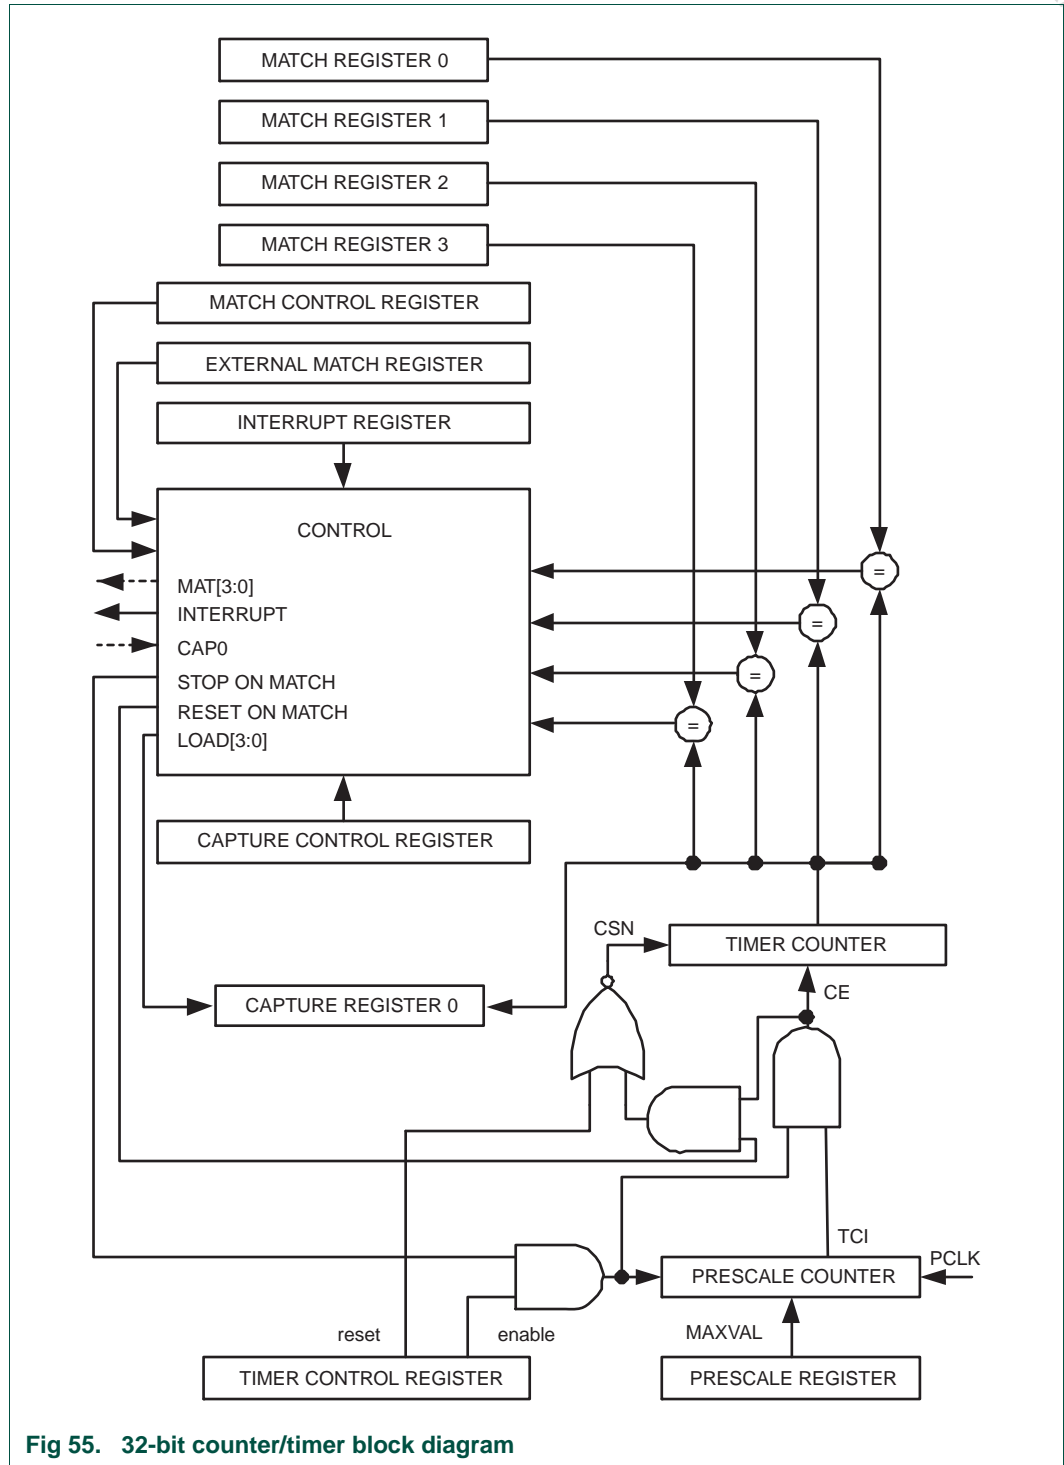 MATCH REGISTER 0
MATCH REGISTER 1
MATCH REGISTER 2
MATCH REGISTER 3
MATCH CONTROL REGISTER
EXTERNAL MATCH REGISTER
INTERRUPT REGISTER
CONTROL
=
MAT[3:0]
INTERRUPT
=
CAP0
STOP ON MATCH
=
RESET ON MATCH
=
LOAD[3:0]
CAPTURE CONTROL REGISTER
CSN
TIMER COUNTER
CE
CAPTURE REGISTER 0
TCI
PCLK
PRESCALE COUNTER
reset
enable
MAXVAL
TIMER CONTROL REGISTER
PRESCALE REGISTER
Fig 55. 32-bit counter/timer block diagram